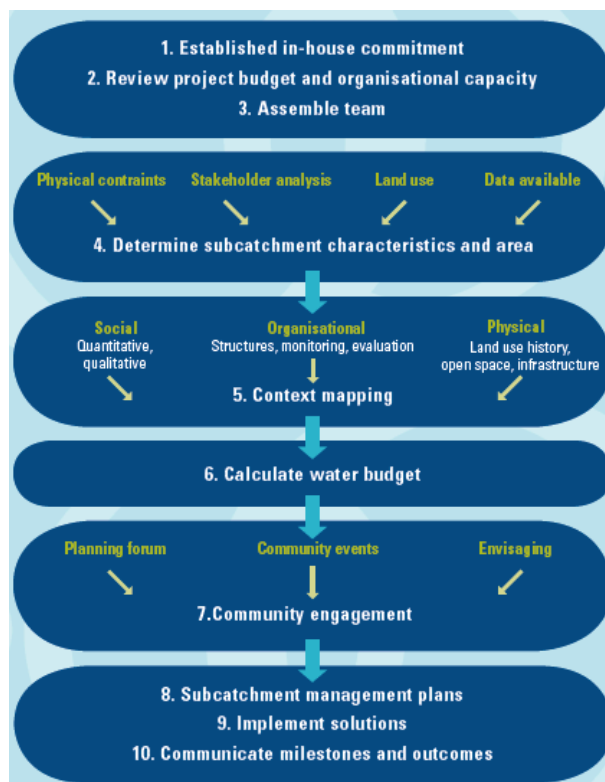 1. Established in-house commitment
2. Review project budget and organisational capacity
3. Assemble team
Physical contraints Stakeholder analysis Land use Data available
4. Determine subcatchment characteristics and area
Social Organisational Physical
Quantitative, Structures, monitoring, evaluation Land use history,
qualitative open space, infrastructure
5. Context mapping
6. Calculate water budget
Planning forum Community events Envisaging
7.Community engagement
8. Subcatchment management plans
9. Implement solutions
10. Communicate milestones and outcomes